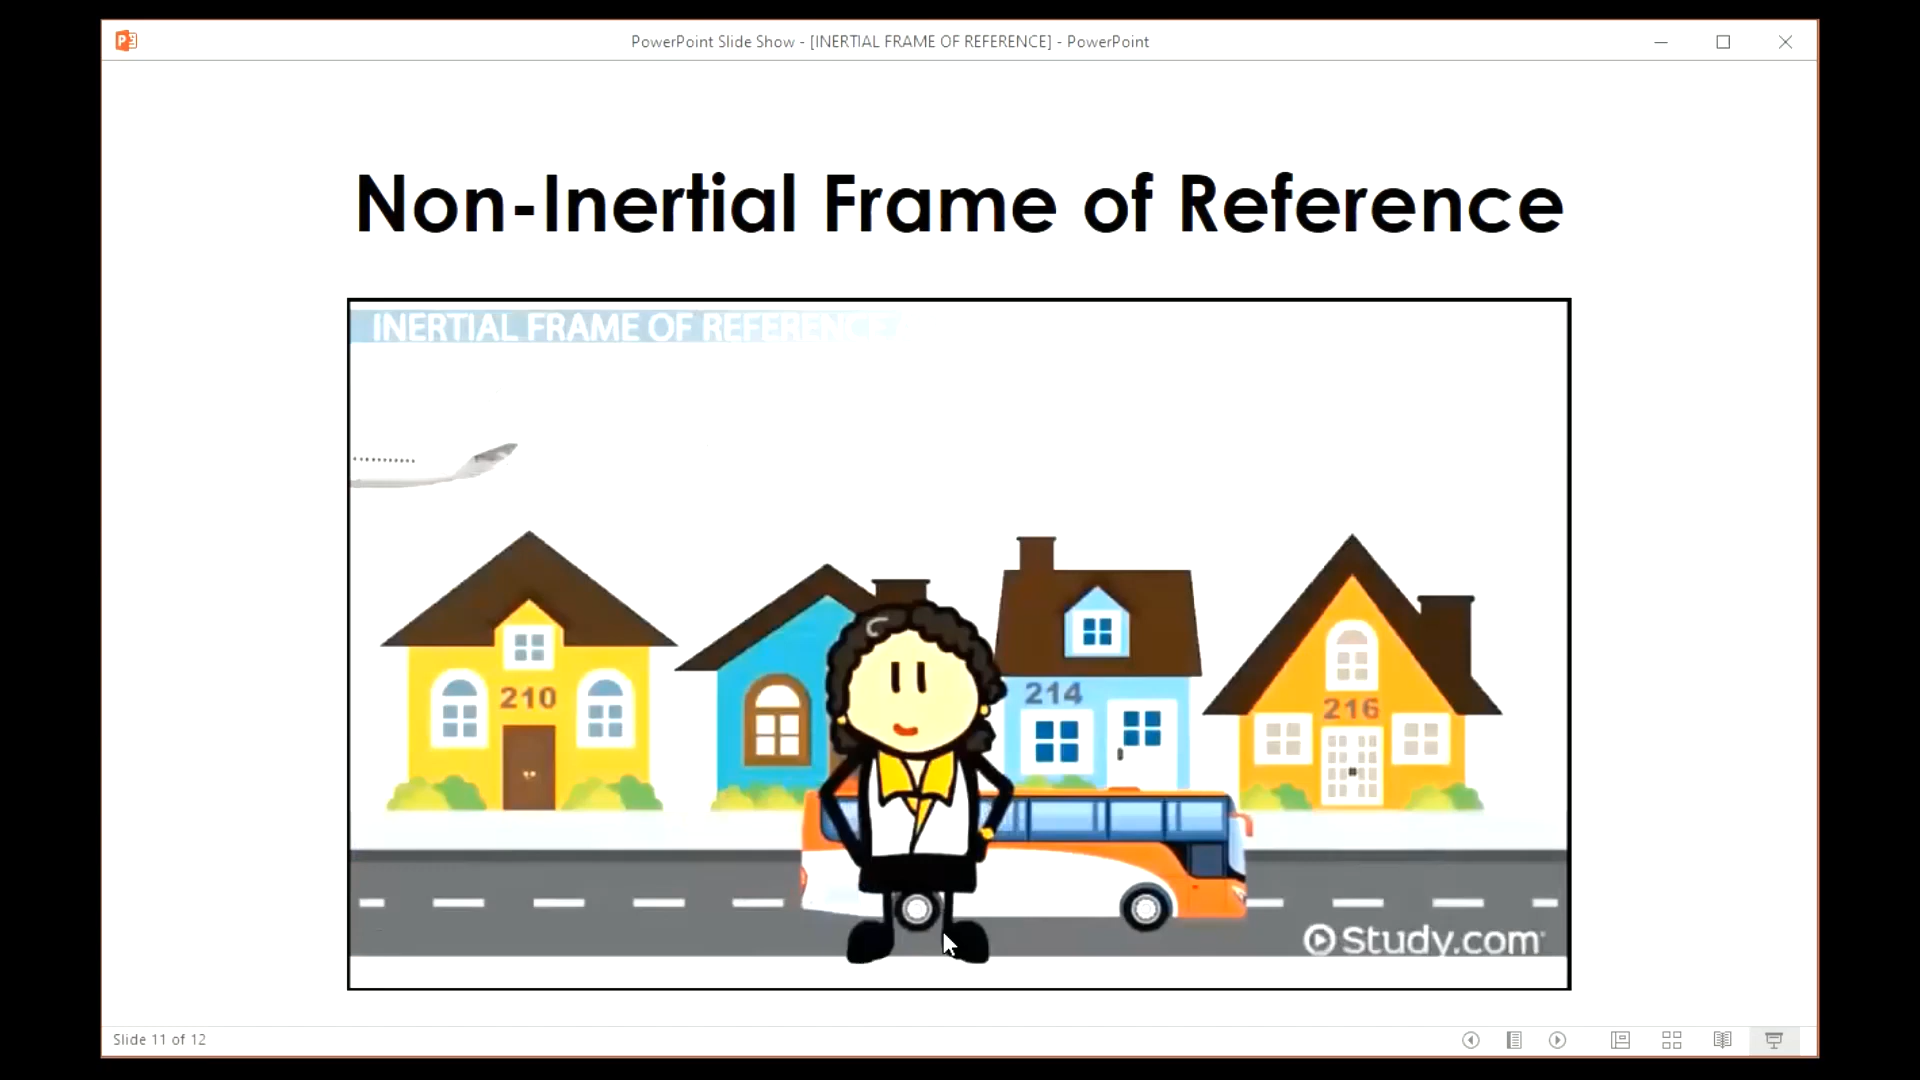 PowerPoint Slide Show - [INERTIAL FRAME OF REFERENCE] - PowerPoint
Non-Inertial Frame of Reference
INERTIAL FRAME OF REFERENCE
210
214
216
Study.com
Slide 11 of 12